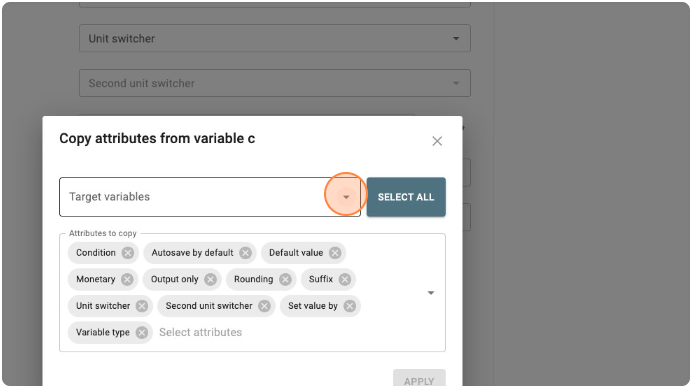 Unit switcher
Second unit switcher
Copy attributes from variable c
Target variables
SELECT ALL
Attributes to copy
Condition Autosave by default Default value
Monetary Output only Rounding Suffix
Unit switcher Second unit switcher Set value by
Variable type Select attributes
APPLY